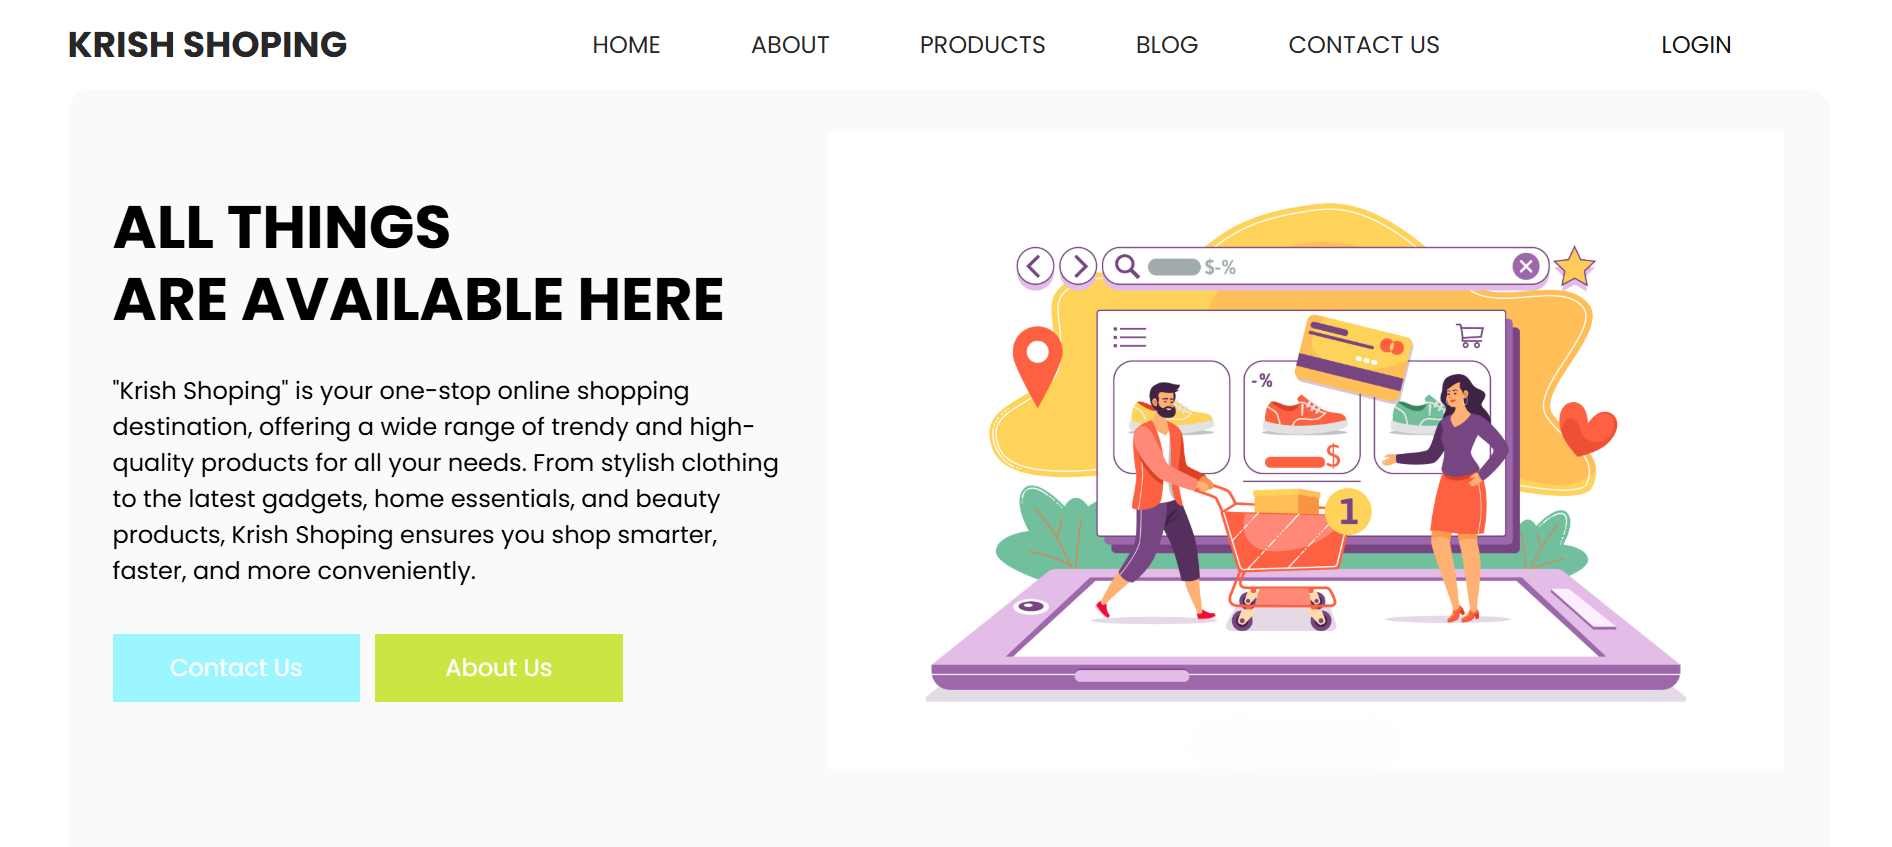 KRISH SHOPING
HOME ABOUT PRODUCTS BLOG CONTACT US LOGIN
ALL THINGS
ARE AVAILABLE HERE
"Krish Shoping" is your one-stop online shopping
destination, offering a wide range of trendy and high-
quality products for all your needs. From stylish clothing
to the latest gadgets, home essentials, and beauty
products, Krish Shoping ensures you shop smarter,
faster, and more conveniently.
Contact Us About Us
$-%
-%
$
1